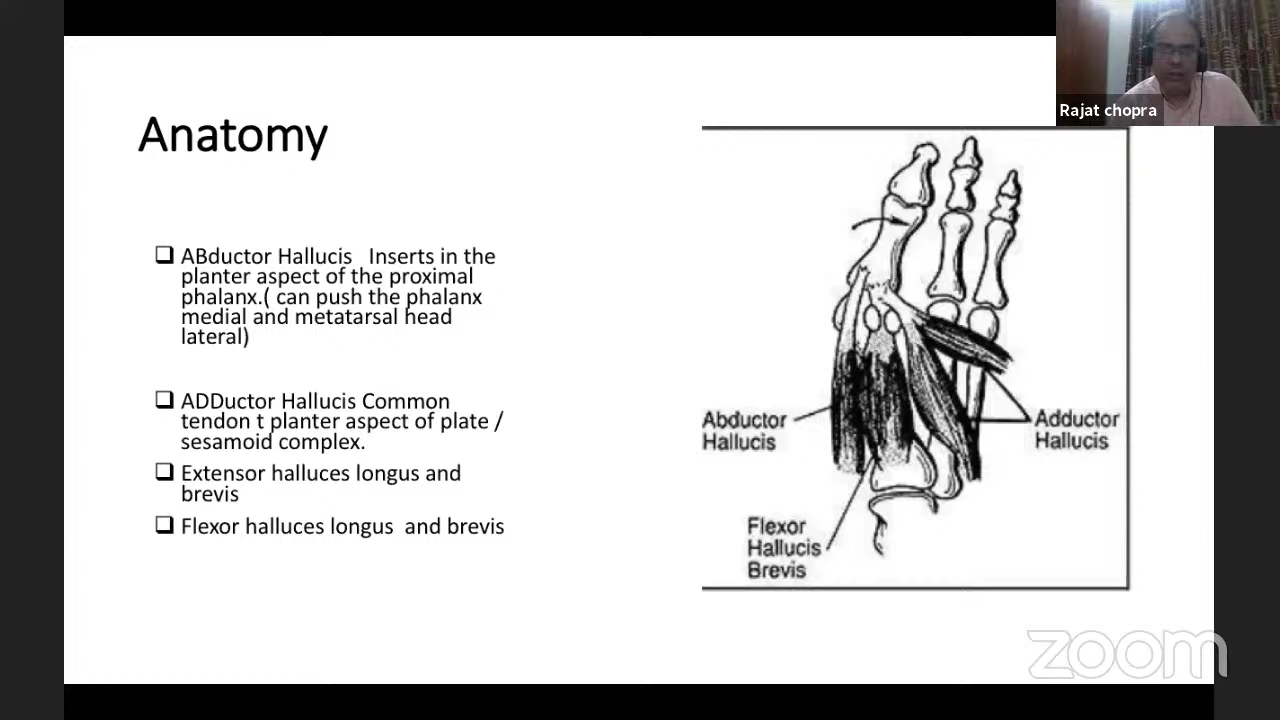 Rajat chopra
Anatomy
❑ ABductor Hallucis   Inserts in the
planter aspect of the proximal
phalanx.( can push the phalanx
medial and metatarsal head
lateral)
❑ ADDuctor Hallucis Common
tendon t planter aspect of plate /
sesamoid complex.
❑ Extensor halluces longus and
brevis
❑ Flexor halluces longus  and brevis
Abductor
Hallucis
Adductor
Hallucis
Flexor
Hallucis
Brevis
zoom